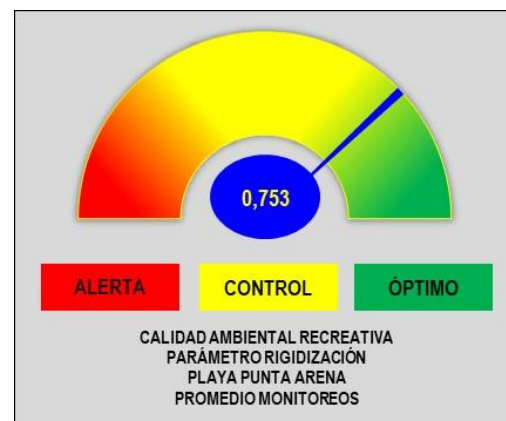 0,753
ALERTA CONTROL ÓPTIMO
CALIDAD AMBIENTAL RECREATIVA
PARÁMETRO RIGIDIZACIÓN
PLAYA PUNTA ARENA
PROMEDIO MONITOREOS